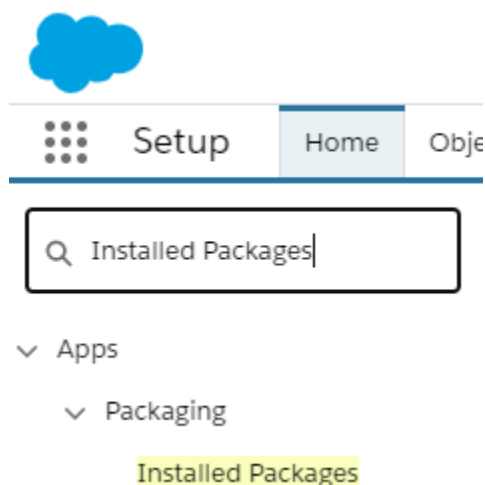 Setup Home Obje
Installed Packages
Apps
Packaging
Installed Packages